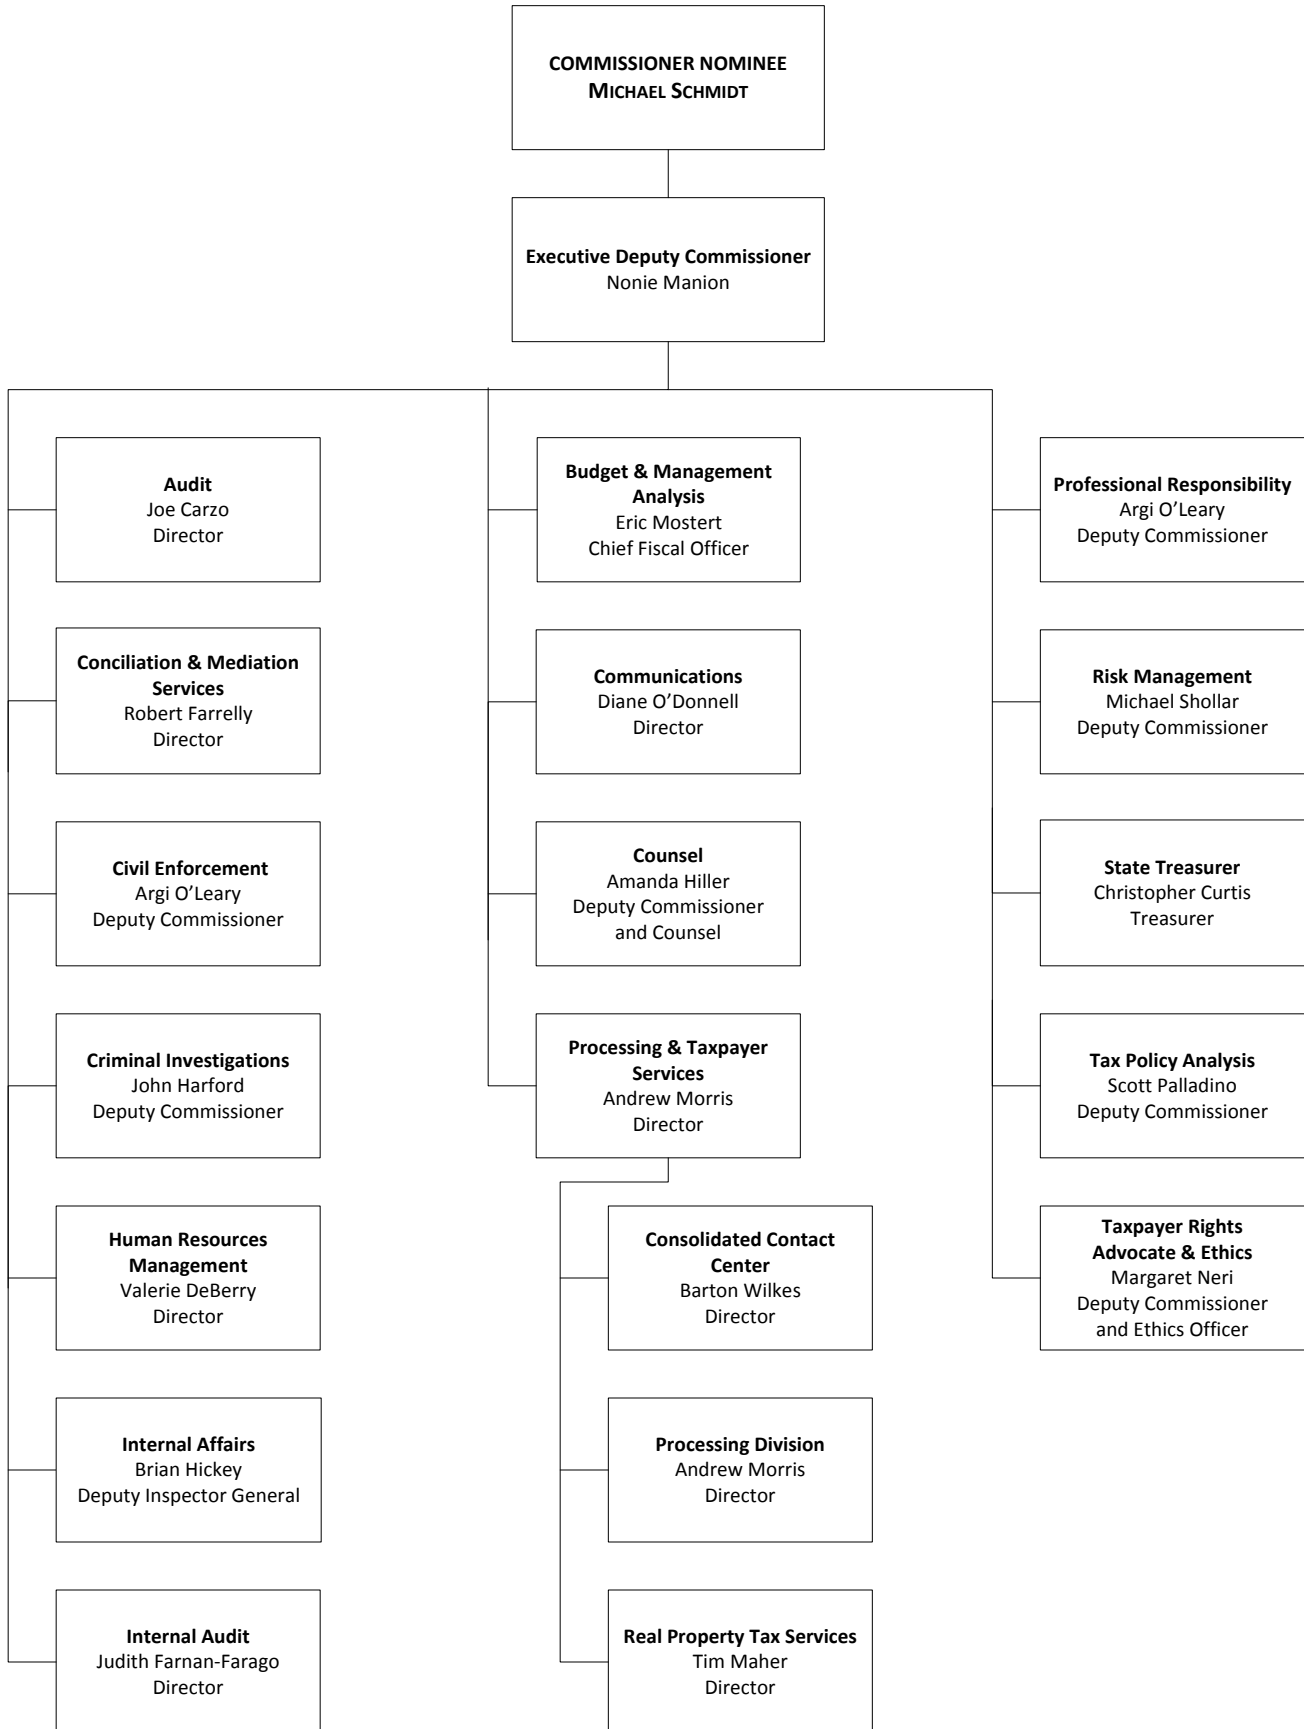 COMMISSIONER NOMINEE
MICHAEL SCHMIDT
Executive Deputy Commissioner
Nonie Manion
Audit
Joe Carzo
Director
Conciliation & Mediation
Services
Robert Farrelly
Director
Civil Enforcement
Argi O’Leary
Deputy Commissioner
Criminal Investigations
John Harford
Deputy Commissioner
Human Resources
Management
Valerie DeBerry
Director
Internal Affairs
Brian Hickey
Deputy Inspector General
Internal Audit
Judith Farnan-Farago
Director
Budget & Management
Analysis
Eric Mostert
Chief Fiscal Officer
Communications
Diane O’Donnell
Director
Counsel
Amanda Hiller
Deputy Commissioner
and Counsel
Processing & Taxpayer
Services
Andrew Morris
Director
Consolidated Contact
Center
Barton Wilkes
Director
Processing Division
Andrew Morris
Director
Real Property Tax Services
Tim Maher
Director
Professional Responsibility
Argi O’Leary
Deputy Commissioner
Risk Management
Michael Shollar
Deputy Commissioner
State Treasurer
Christopher Curtis
Treasurer
Tax Policy Analysis
Scott Palladino
Deputy Commissioner
Taxpayer Rights
Advocate & Ethics
Margaret Neri
Deputy Commissioner
and Ethics Officer